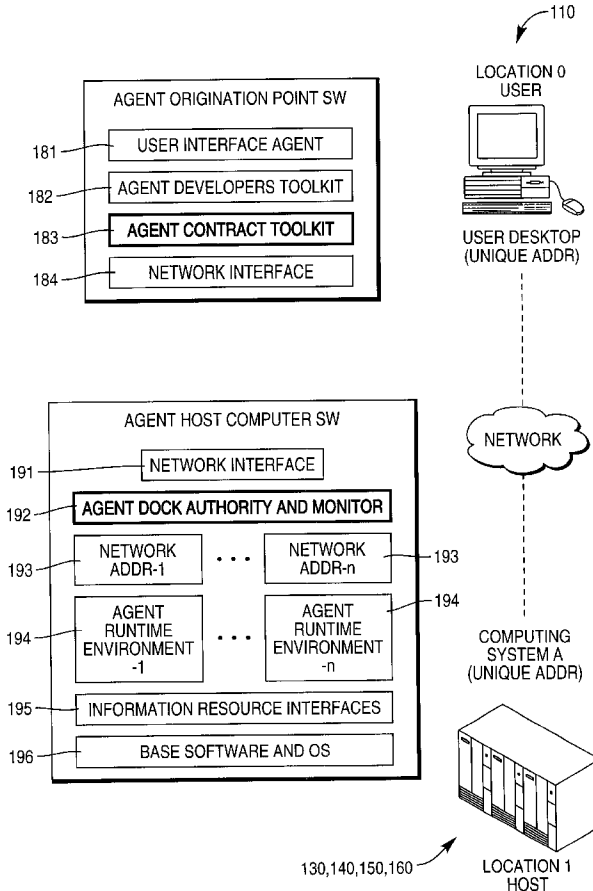 110
LOCATION 0
USER
AGENT ORIGINATION POINT SW
181
USER INTERFACE AGENT
182
AGENT DEVELOPERS TOOLKIT
183
AGENT CONTRACT TOOLKIT
184
NETWORK INTERFACE
USER DESKTOP
(UNIQUE ADDR)
NETWORK
AGENT HOST COMPUTER SW
191
NETWORK INTERFACE
192
AGENT DOCK AUTHORITY AND MONITOR
193
NETWORK
ADDR-1
• • •
NETWORK
ADDR-n
193
194
AGENT
RUNTIME
ENVIRONMENT
-1
• • •
AGENT
RUNTIME
ENVIRONMENT
-n
194
195
INFORMATION RESOURCE INTERFACES
196
BASE SOFTWARE AND OS
COMPUTING
SYSTEM A
(UNIQUE ADDR)
130,140,150,160
LOCATION 1
HOST